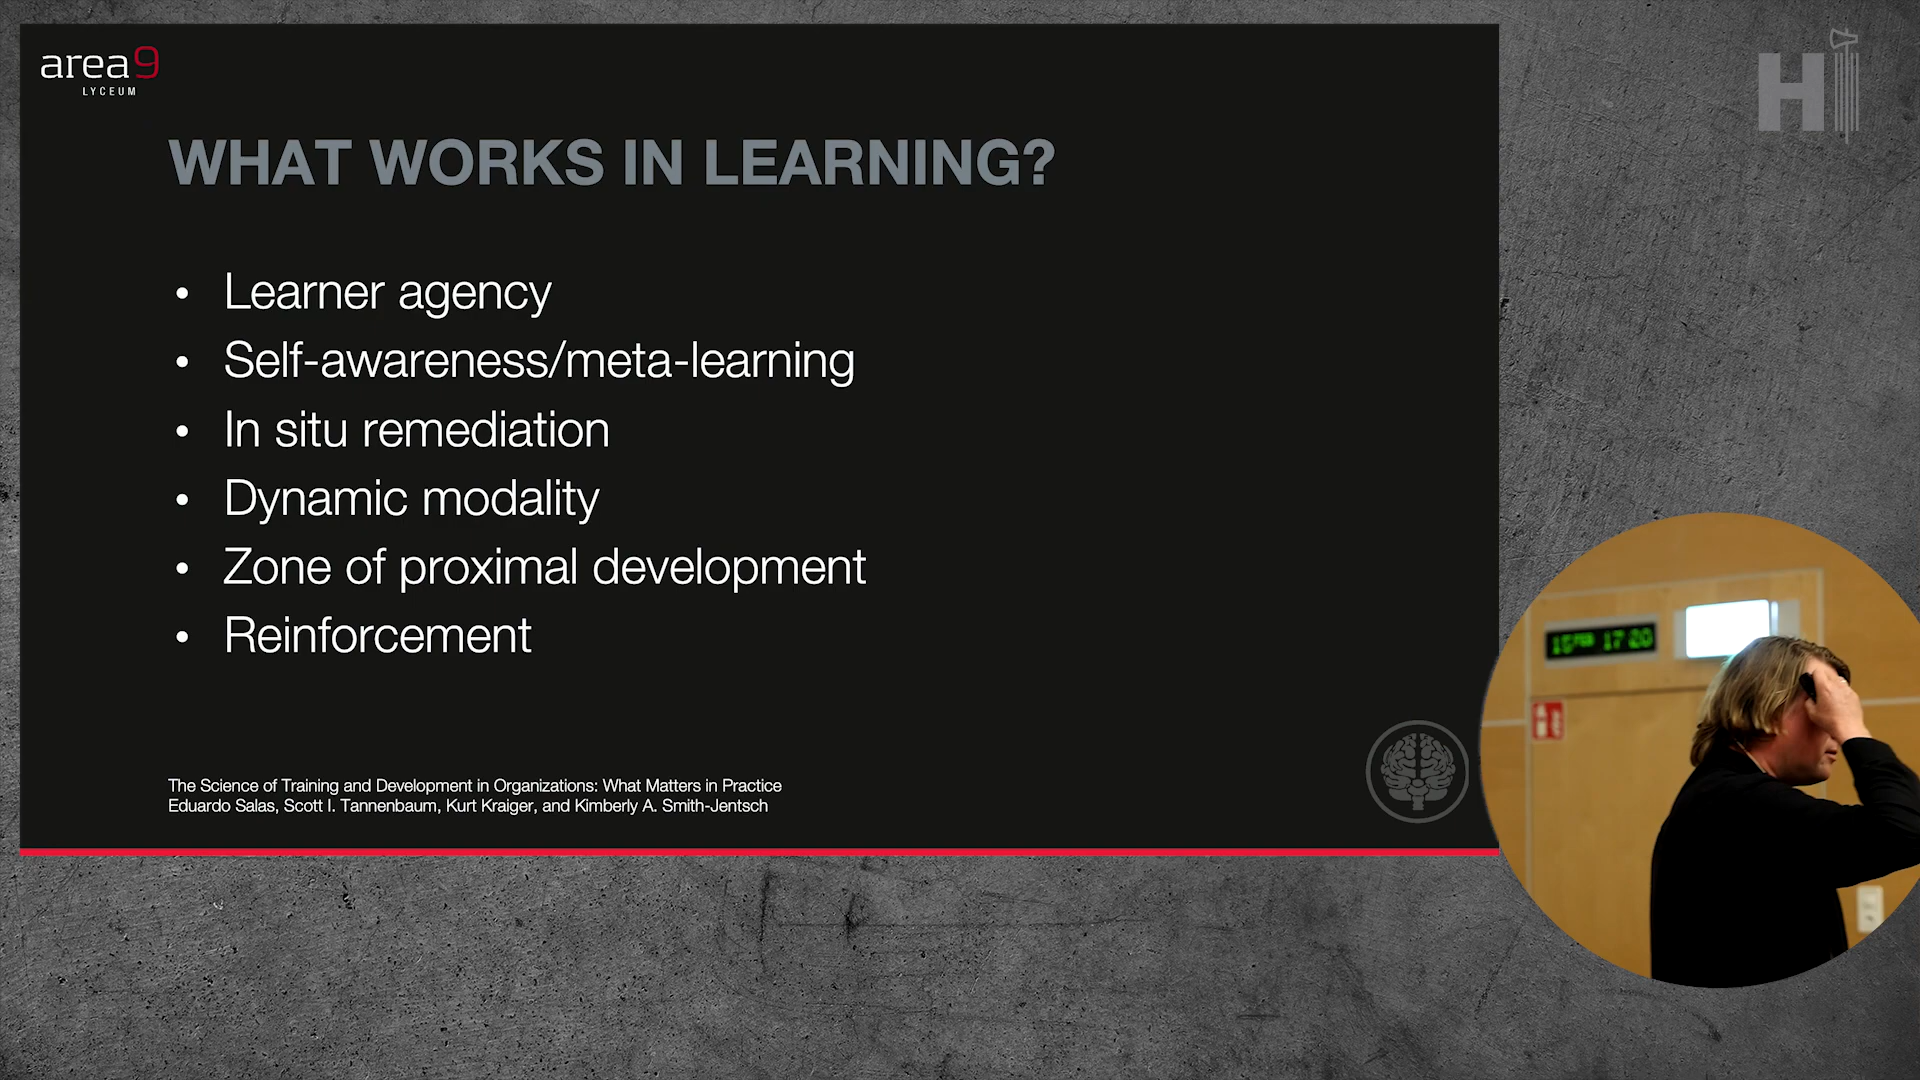 area9
LYCEUM
H
WHAT WORKS IN LEARNING?
• Learner agency
• Self-awareness/meta-learning
• In situ remediation
• Dynamic modality
• Zone of proximal development
• Reinforcement
The Science of Training and Development in Organizations: What Matters in Practice
Eduardo Salas, Scott I. Tannenbaum, Kurt Kraiger, and Kimberly A. Smith-Jentsch
17:20